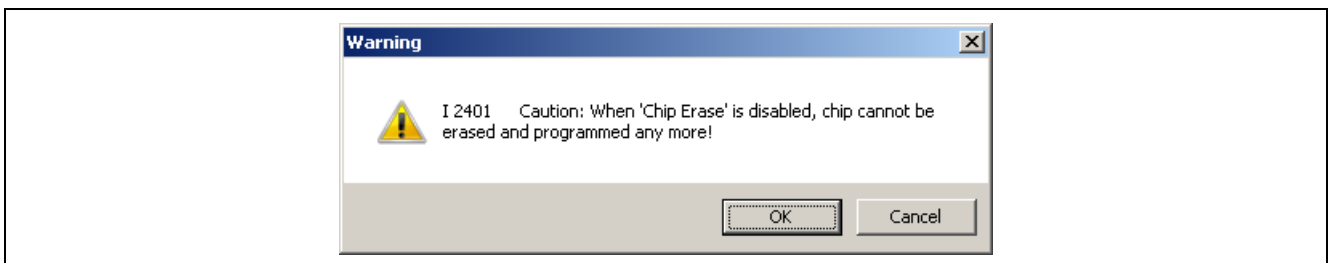 Warning
I 2401 Caution: When 'Chip Erase' is disabled, chip cannot be
erased and programmed any more!
OK Cancel